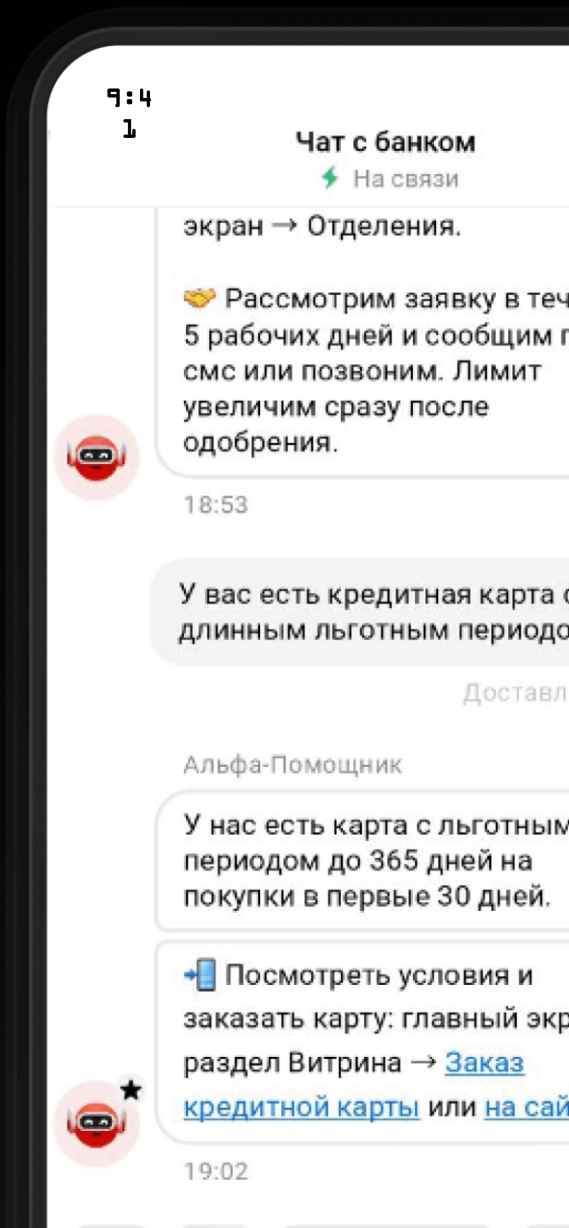 9:4
1
Чат с банком
На связи
экран → Отделения.
🤝 Рассмотрим заявку в теч
5 рабочих дней и сообщим п
смс или позвоним. Лимит
увеличим сразу после
одобрения.
18:53
У вас есть кредитная карта с
длинным льготным периодо
Доставл
Альфа-Помощник
У нас есть карта с льготным
периодом до 365 дней на
покупки в первые 30 дней.
📲 Посмотреть условия и
заказать карту: главный экр
раздел Витрина → Заказ
кредитной карты или на сай
19:02